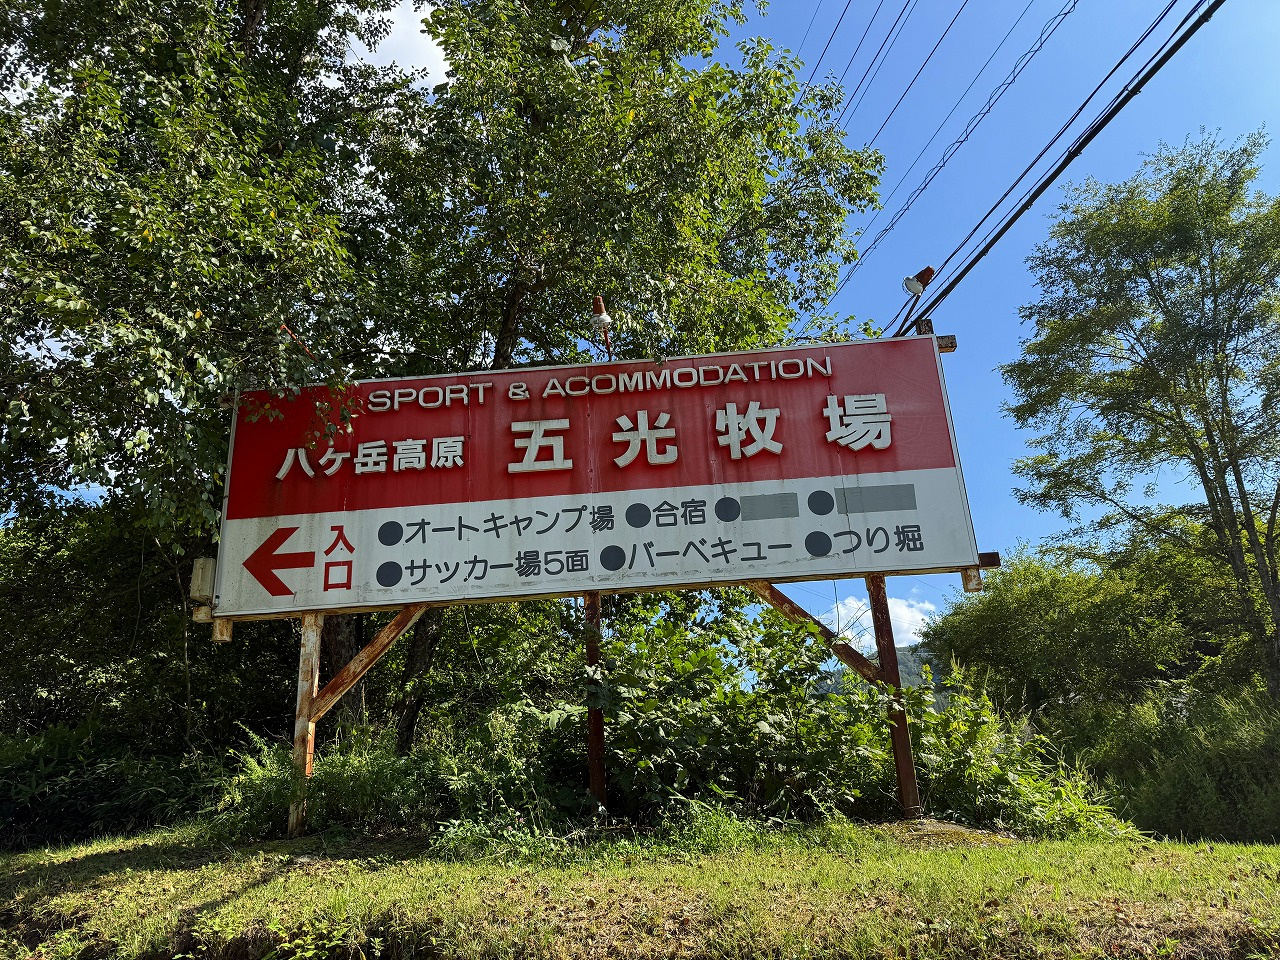 SPORT & ACOMMODATION
八ケ岳高原 五光牧場
入口
●オートキャンプ場 ●合宿 ● ●
●サッカー場5面 ●バーベキュー ●つり堀